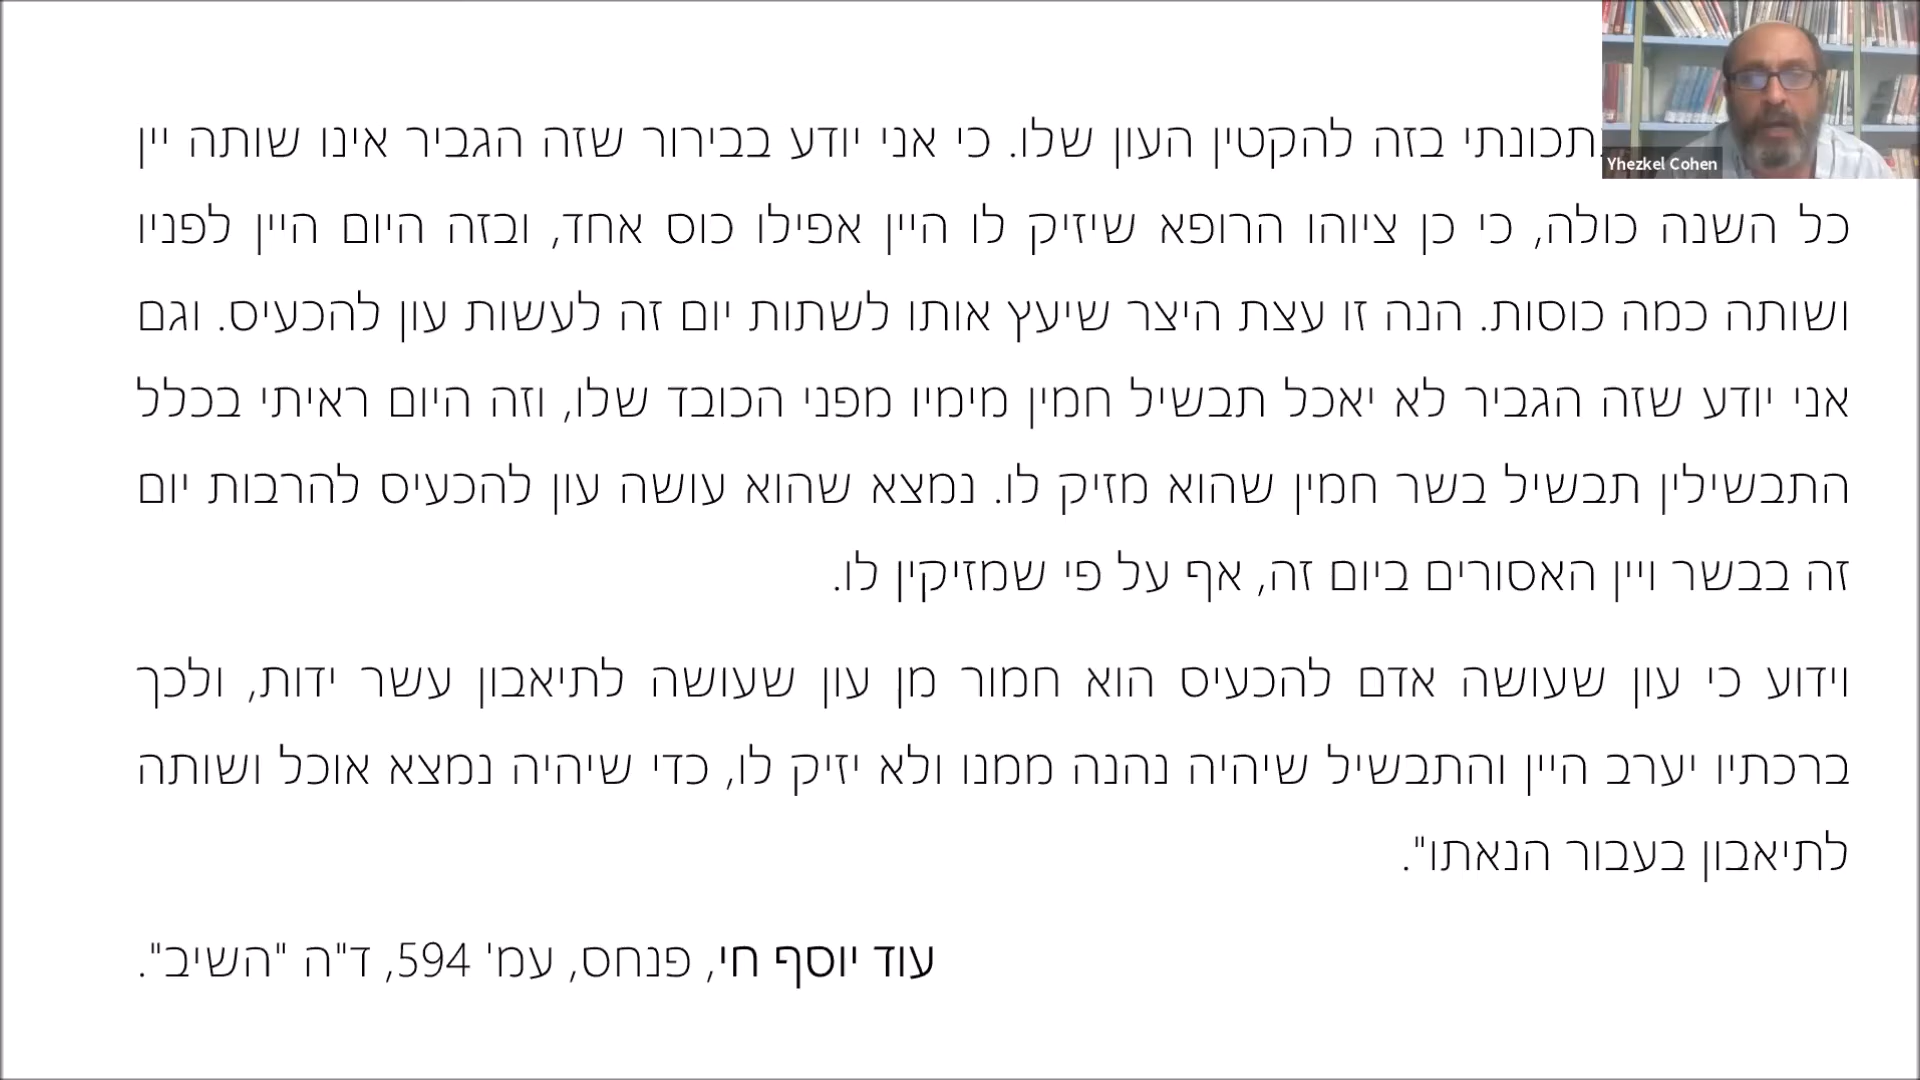 Yhezkel Cohen
תכונתי בזה להקטין העון שלו. כי אני יודע בבירור שזה הגביר אינו שותה יין
כל השנה כולה, כי כן ציוהו הרופא שיזיק לו היין אפילו כוס אחד, ובזה היום היין לפניו
ושותה כמה כוסות. הנה זו עצת היצר שיעץ אותו לשתות יום זה לעשות עון להכעיס. וגם
אני יודע שזה הגביר לא יאכל תבשיל חמין מימיו מפני הכובד שלו, וזה היום ראיתי בכלל
התבשילין תבשיל בשר חמין שהוא מזיק לו. נמצא שהוא עושה עון להכעיס להרבות יום
זה בבשר ויין האסורים ביום זה, אף על פי שמזיקין לו.
וידוע כי עון שעושה אדם להכעיס הוא חמור מן עון שעושה לתיאבון עשר ידות, ולכך
ברכתיו יערב היין והתבשיל שיהיה נהנה ממנו ולא יזיק לו, כדי שיהיה נמצא אוכל ושותה
לתיאבון בעבור הנאתו".
עוד יוסף חי, פנחס, עמ' 594, ד"ה "השיב".